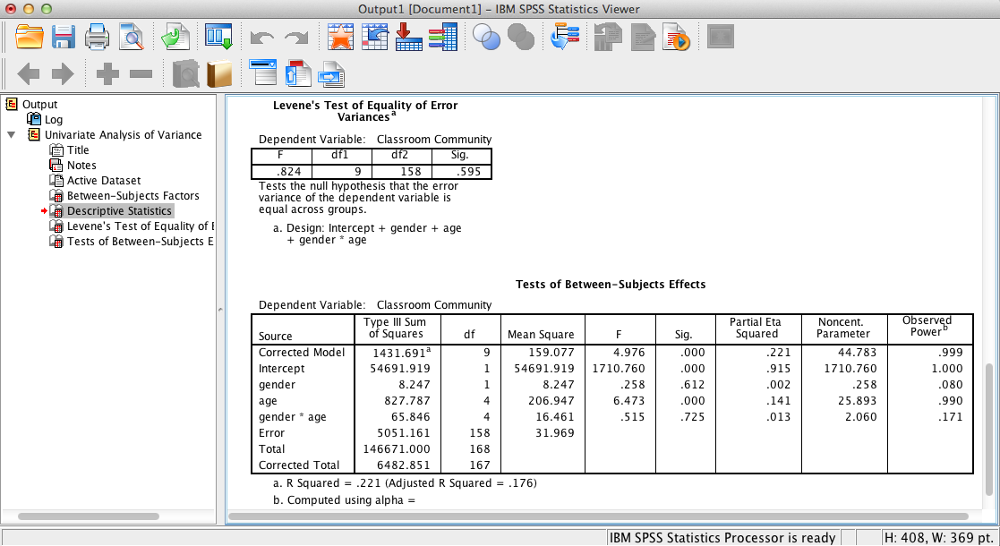 Output1 [Document1] – IBM SPSS Statistics Viewer
Output
Log
Univariate Analysis of Variance
Title
Notes
Active Dataset
Between-Subjects Factors
Descriptive Statistics
Levene's Test of Equality of E
Tests of Between-Subjects E
Levene's Test of Equality of Error
Variancesa
Dependent Variable: Classroom Community
F df1 df2 Sig.
.824 9 158 .595
Tests the null hypothesis that the error
variance of the dependent variable is
equal across groups.
a. Design: Intercept + gender + age
+ gender * age
Tests of Between-Subjects Effects
Dependent Variable: Classroom Community
Source Type III Sum of Squares df Mean Square F Sig. Partial Eta Squared Noncent. Parameter Observed Powerb
Corrected Model 1431.691a 9 159.077 4.976 .000 .221 44.783 .999
Intercept 54691.919 1 54691.919 1710.760 .000 .915 1710.760 1.000
gender 8.247 1 8.247 .258 .612 .002 .258 .080
age 827.787 4 206.947 6.473 .000 .141 25.893 .990
gender * age 65.846 4 16.461 .515 .725 .013 2.060 .171
Error 5051.161 158 31.969
Total 146671.000 168
Corrected Total 6482.851 167
a. R Squared = .221 (Adjusted R Squared = .176)
b. Computed using alpha =
IBM SPSS Statistics Processor is ready H: 408, W: 369 pt.